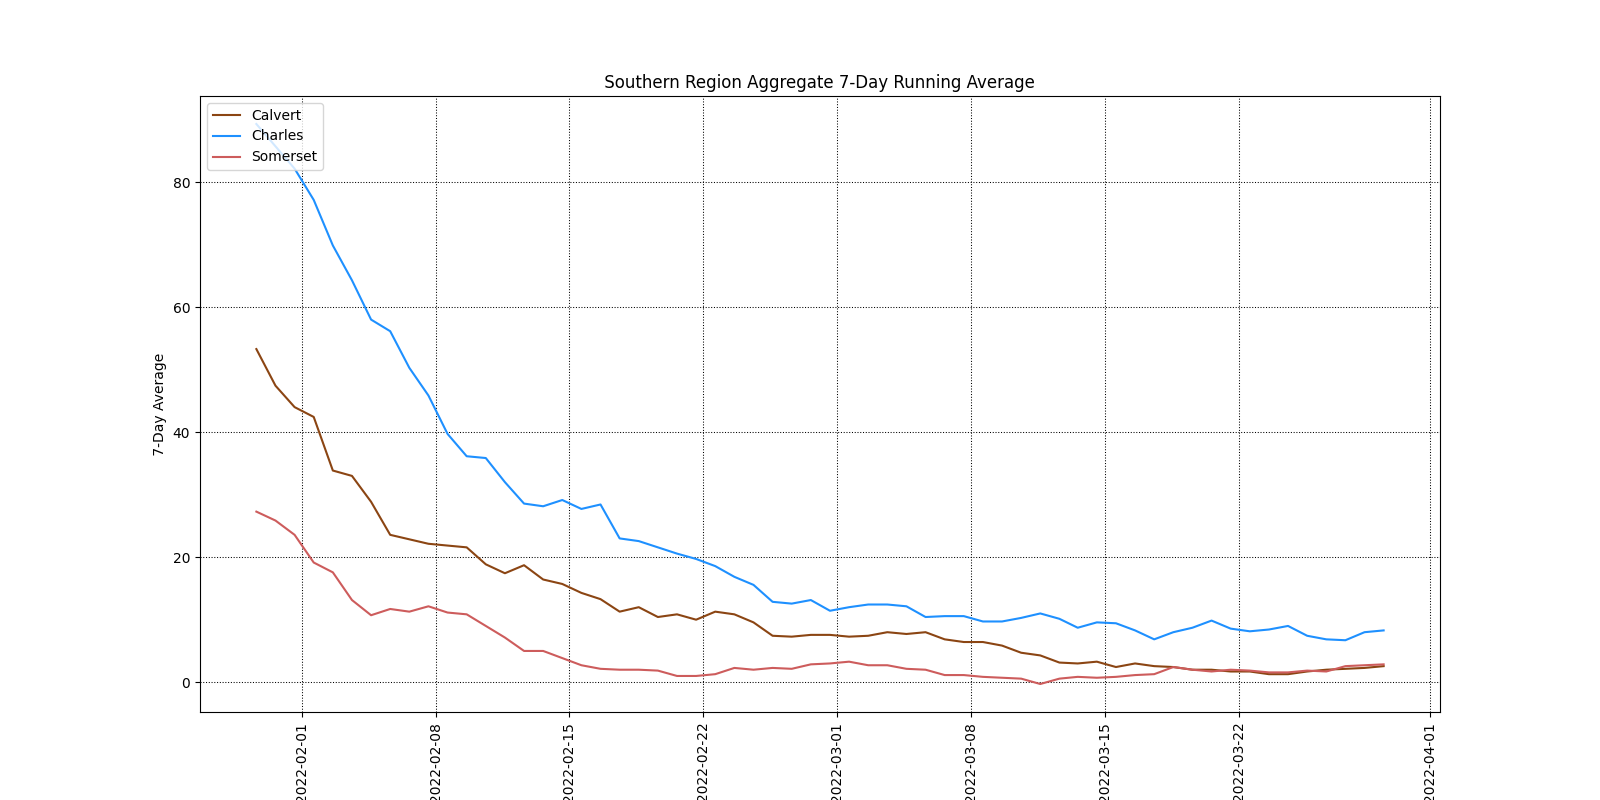 Southern Region Aggregate 7-Day Running Average
Calvert
Charles
Somerset
7-Day Average
80
60
40
20
0
2022-02-01
2022-02-08
2022-02-15
2022-02-22
2022-03-01
2022-03-08
2022-03-15
2022-03-22
2022-04-01